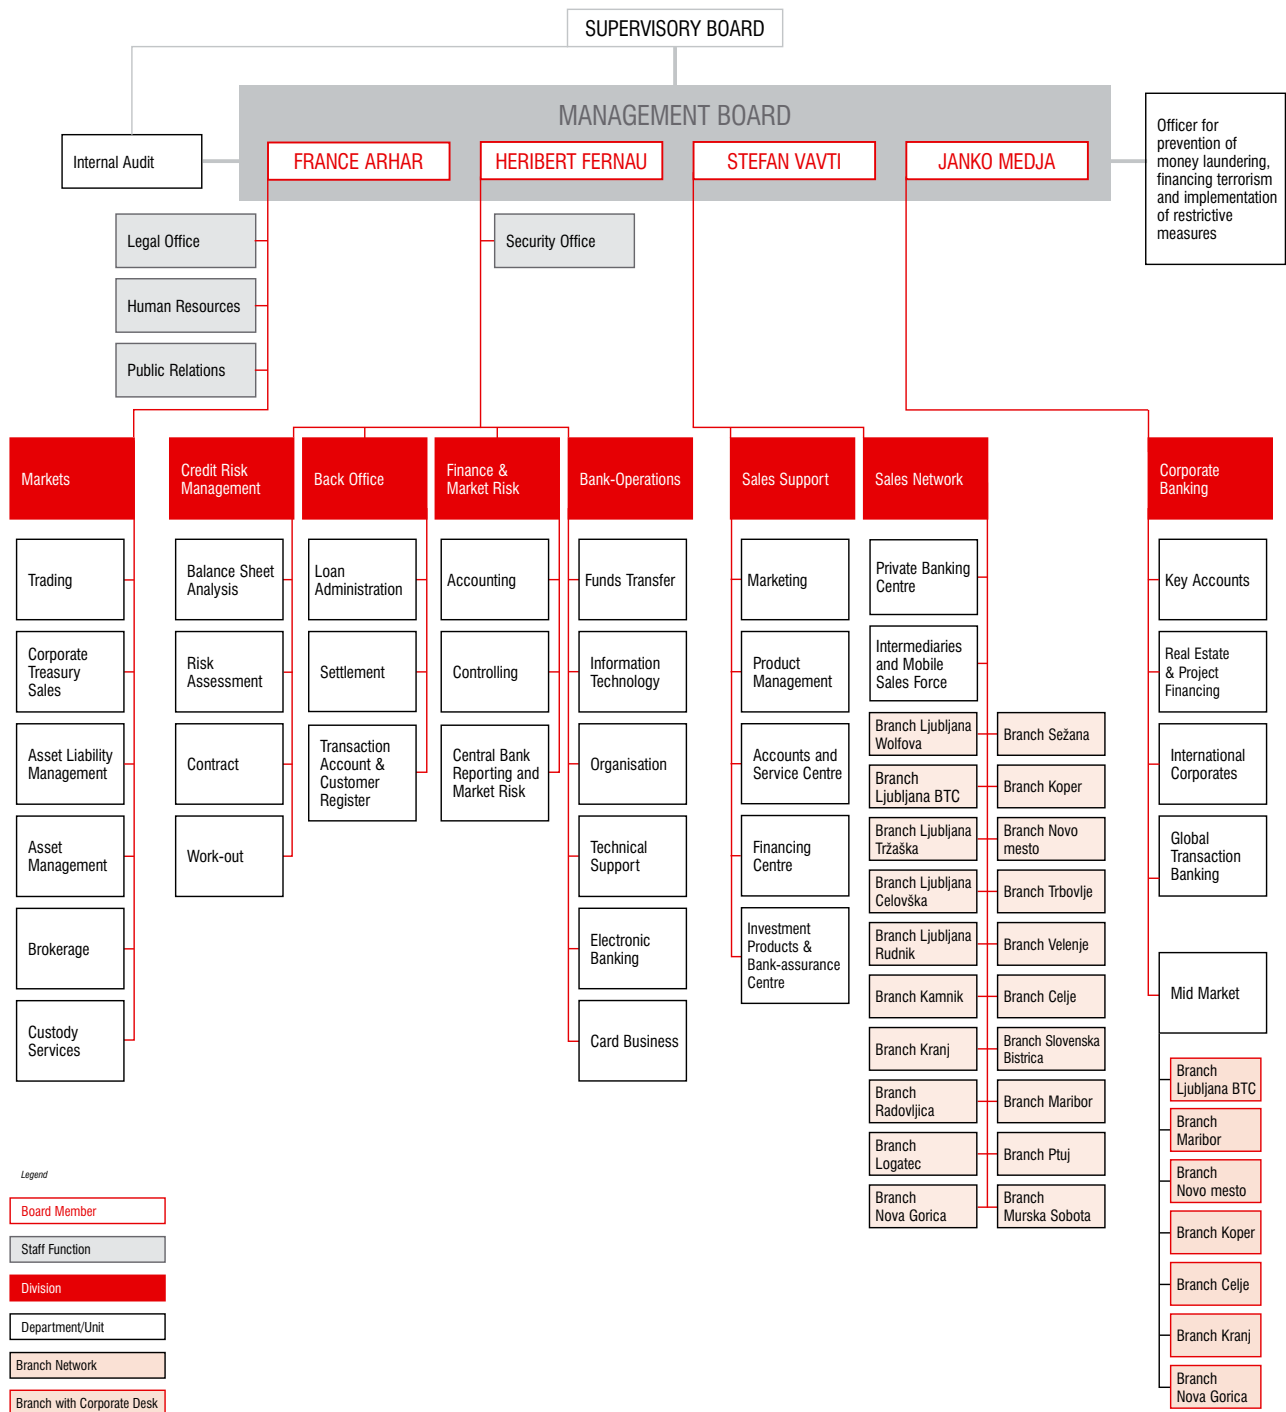 SUPERVISORY BOARD
MANAGEMENT BOARD
Internal Audit
FRANCE ARHAR
HERIBERT FERNAU
STEFAN VAVTI
JANKO MEDJA
Officer for
prevention of
money laundering,
financing terrorism
and implementation
of restrictive
measures
Legal Office
Human Resources
Public Relations
Security Office
Markets
Trading
Corporate
Treasury
Sales
Asset Liability
Management
Asset
Management
Brokerage
Custody
Services
Credit Risk
Management
Balance Sheet
Analysis
Risk
Assessment
Contract
Work-out
Back Office
Loan
Administration
Settlement
Transaction
Account &
Customer
Register
Finance &
Market Risk
Accounting
Controlling
Central Bank
Reporting and
Market Risk
Bank-Operations
Funds Transfer
Information
Technology
Organisation
Technical
Support
Electronic
Banking
Card Business
Sales Support
Marketing
Product
Management
Accounts and
Service Centre
Financing
Centre
Investment
Products &
Bank-assurance
Centre
Sales Network
Private Banking
Centre
Intermediaries
and Mobile
Sales Force
Branch Ljubljana
Wolfova
Branch
Ljubljana BTC
Branch Ljubljana
Tržaška
Branch Ljubljana
Celovška
Branch Ljubljana
Rudnik
Branch Kamnik
Branch Kranj
Branch
Radovljica
Branch
Logatec
Branch
Nova Gorica
Branch Sežana
Branch Koper
Branch Novo
mesto
Branch Trbovlje
Branch Velenje
Branch Celje
Branch Slovenska
Bistrica
Branch Maribor
Branch Ptuj
Branch
Murska Sobota
Corporate
Banking
Key Accounts
Real Estate
& Project
Financing
International
Corporates
Global
Transaction
Banking
Mid Market
Branch
Ljubljana BTC
Branch
Maribor
Branch
Novo mesto
Branch Koper
Branch Celje
Branch Kranj
Branch
Nova Gorica
Legend
Board Member
Staff Function
Division
Department/Unit
Branch Network
Branch with Corporate Desk